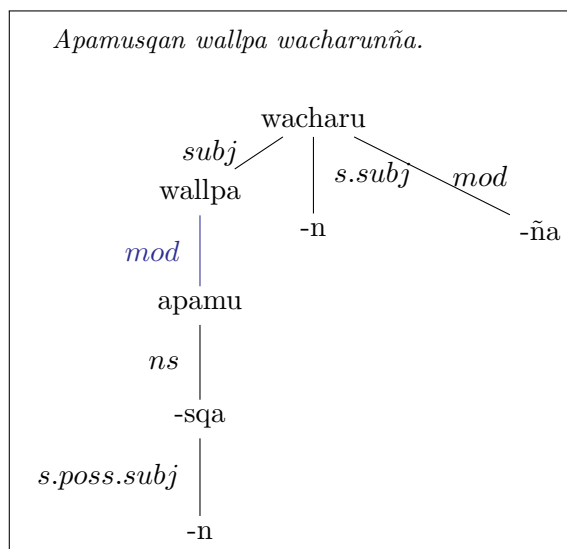 Apamusqan wallpa wacharunña.
wacharu
subj
s.subj
mod
wallpa
-n
-ña
mod
apamu
ns
-sqa
s.poss.subj
-n